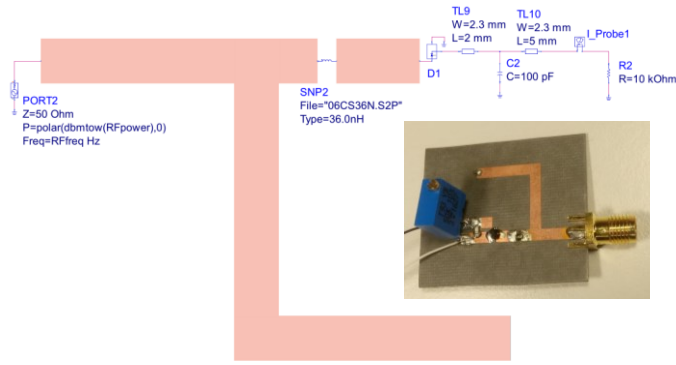 TL9
W=2.3 mm
L=2 mm
TL10
W=2.3 mm
L=5 mm
I_Probe1
D1
C2
C=100 pF
R2
R=10 kOhm
SNP2
File="06CS36N.S2P"
Type=36.0nH
PORT2
Z=50 Ohm
P=polar(dbmtow(RFpower),0)
Freq=RFfreq Hz